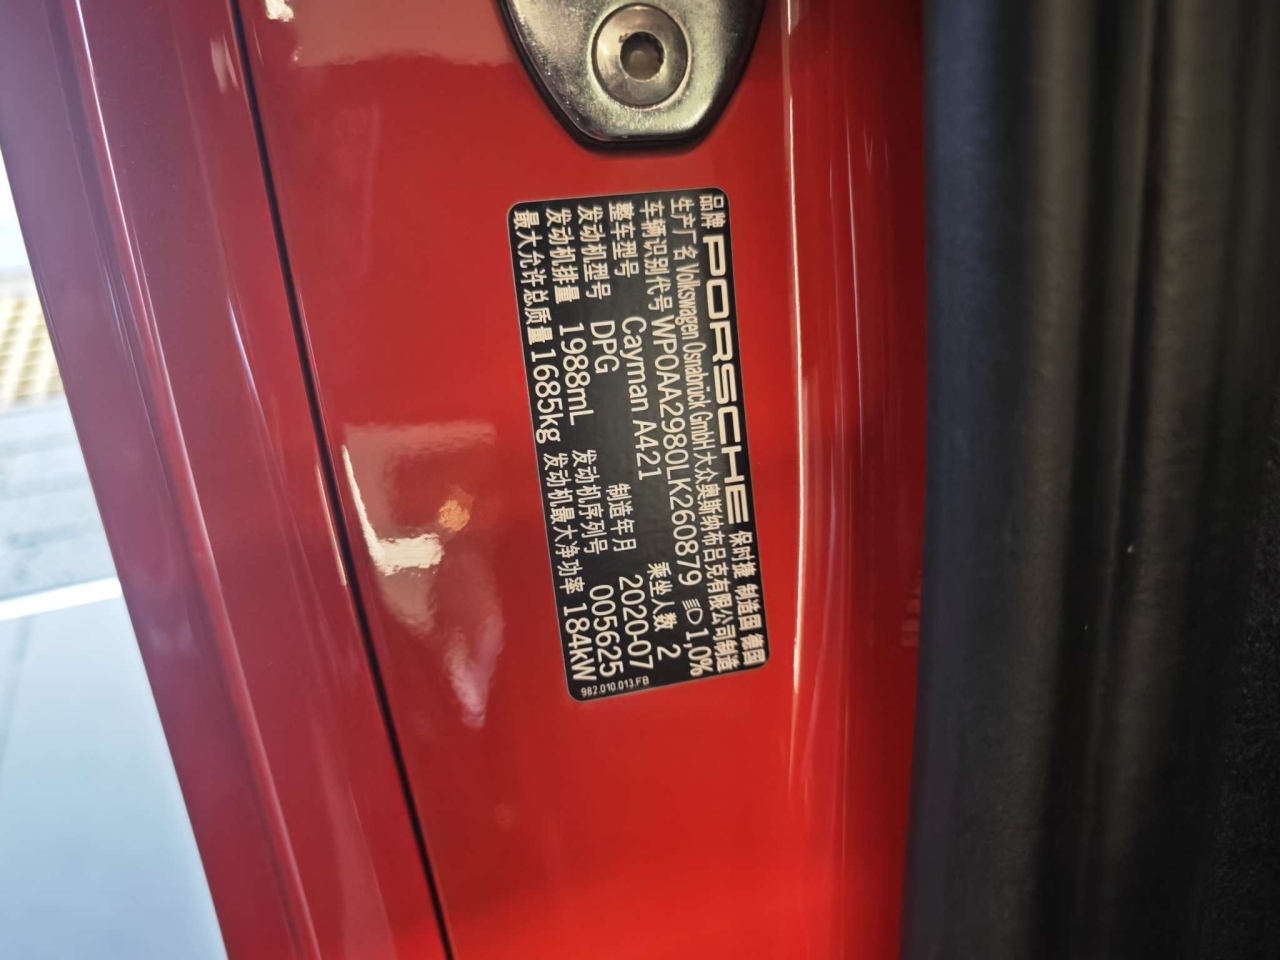 品牌 PORSCHE 保时捷 制造国 德国
生产厂名 Volkswagen Osnabrück GmbH大众奥斯纳布吕克有限公司制造
车辆识别代号 WP0AA2980LK260879 1,0%
整车型号 Cayman A421 乘坐人数 2
发动机型号 DPG 制造年月 2020-07
发动机排量 1988mL 发动机序列号 005625
最大允许总质量 1685kg 发动机最大净功率 184kW
982.010.013.FB